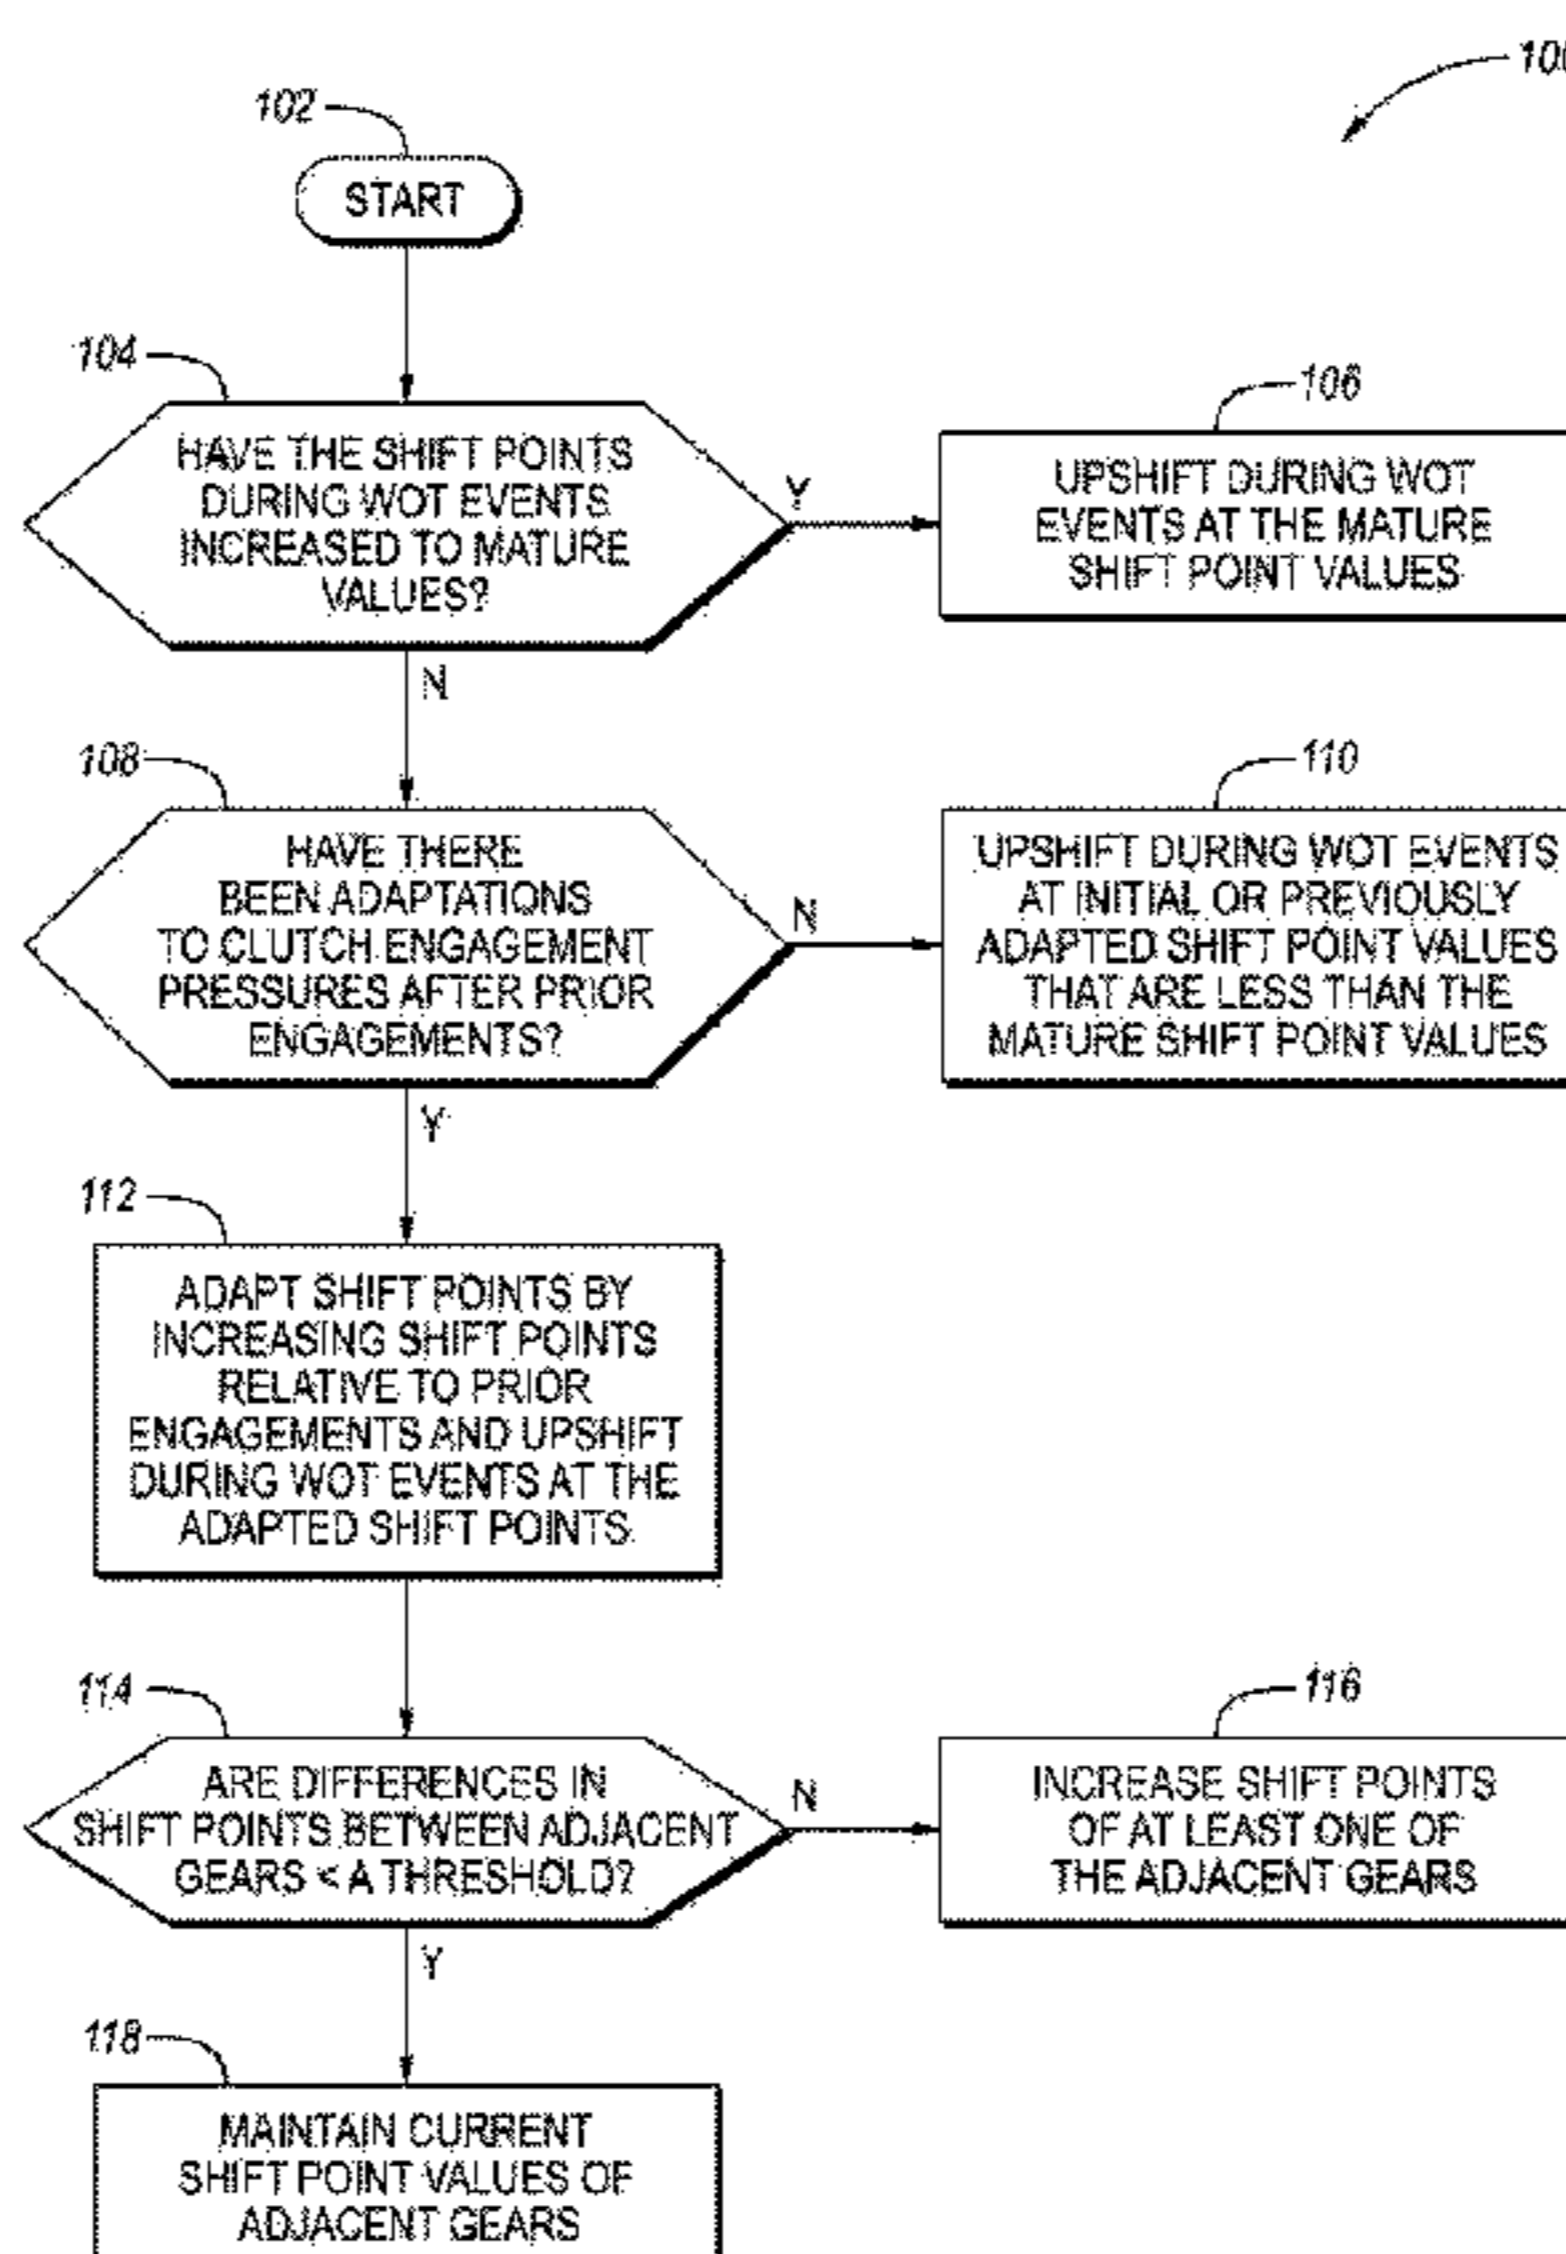 100
102
START
104
HAVE THE SHIFT POINTS
DURING WOT EVENTS
INCREASED TO MATURE
VALUES?
Y
N
106
UPSHIFT DURING WOT
EVENTS AT THE MATURE
SHIFT POINT VALUES
108
HAVE THERE
BEEN ADAPTATIONS
TO CLUTCH ENGAGEMENT
PRESSURES AFTER PRIOR
ENGAGEMENTS?
N
Y
110
UPSHIFT DURING WOT EVENTS
AT INITIAL OR PREVIOUSLY
ADAPTED SHIFT POINT VALUES
THAT ARE LESS THAN THE
MATURE SHIFT POINT VALUES
112
ADAPT SHIFT POINTS BY
INCREASING SHIFT POINTS
RELATIVE TO PRIOR
ENGAGEMENTS AND UPSHIFT
DURING WOT EVENTS AT THE
ADAPTED SHIFT POINTS
114
ARE DIFFERENCES IN
SHIFT POINTS BETWEEN ADJACENT
GEARS < A THRESHOLD?
N
Y
116
INCREASE SHIFT POINTS
OF AT LEAST ONE OF
THE ADJACENT GEARS
118
MAINTAIN CURRENT
SHIFT POINT VALUES OF
ADJACENT GEARS